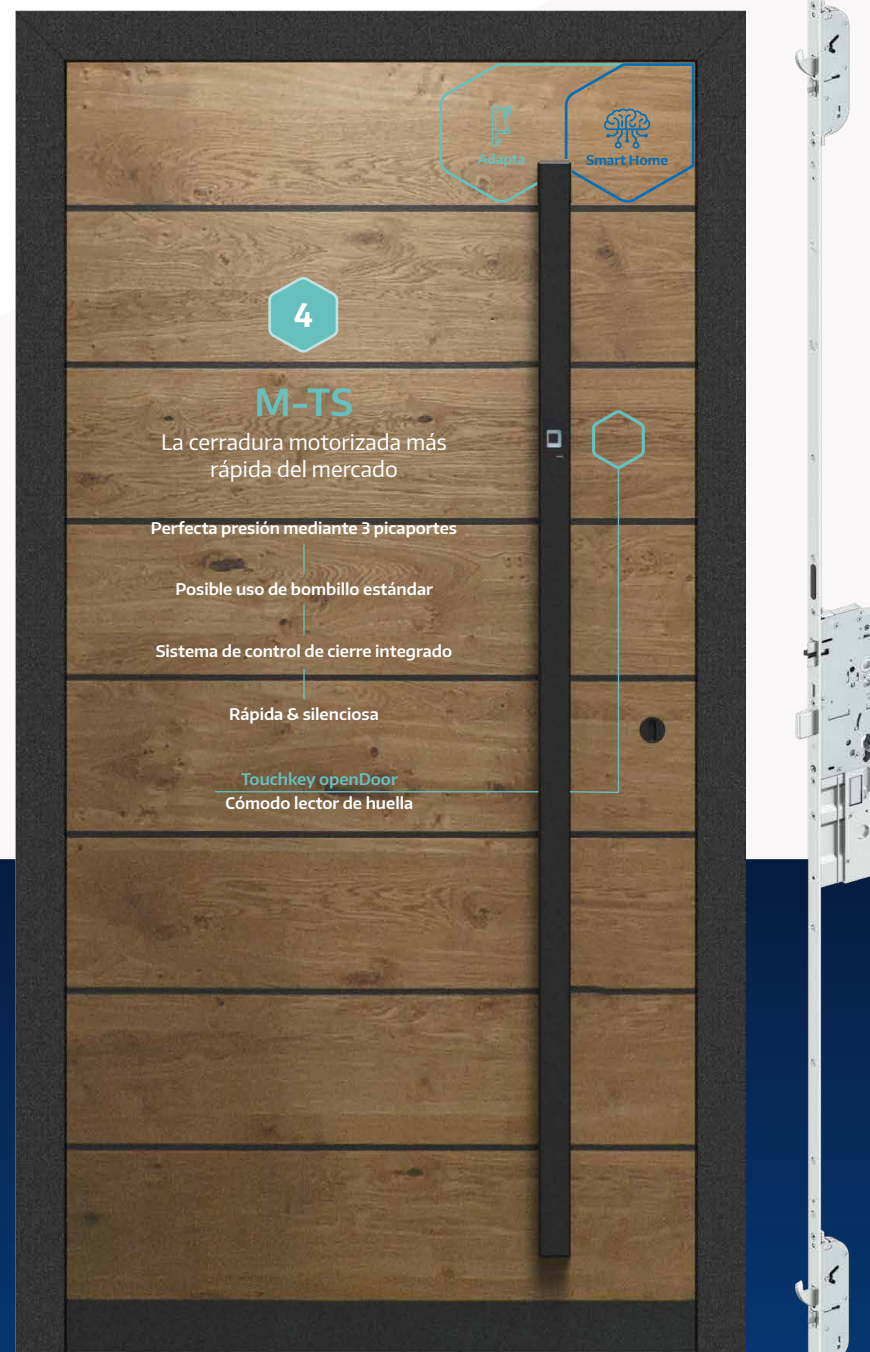 Adapta
Smart Home
4
M-TS
La cerradura motorizada más
rápida del mercado
Perfecta presión mediante 3 picaportes
Posible uso de bombillo estándar
Sistema de control de cierre integrado
Rápida & silenciosa
Touchkey openDoor
Cómodo lector de huella